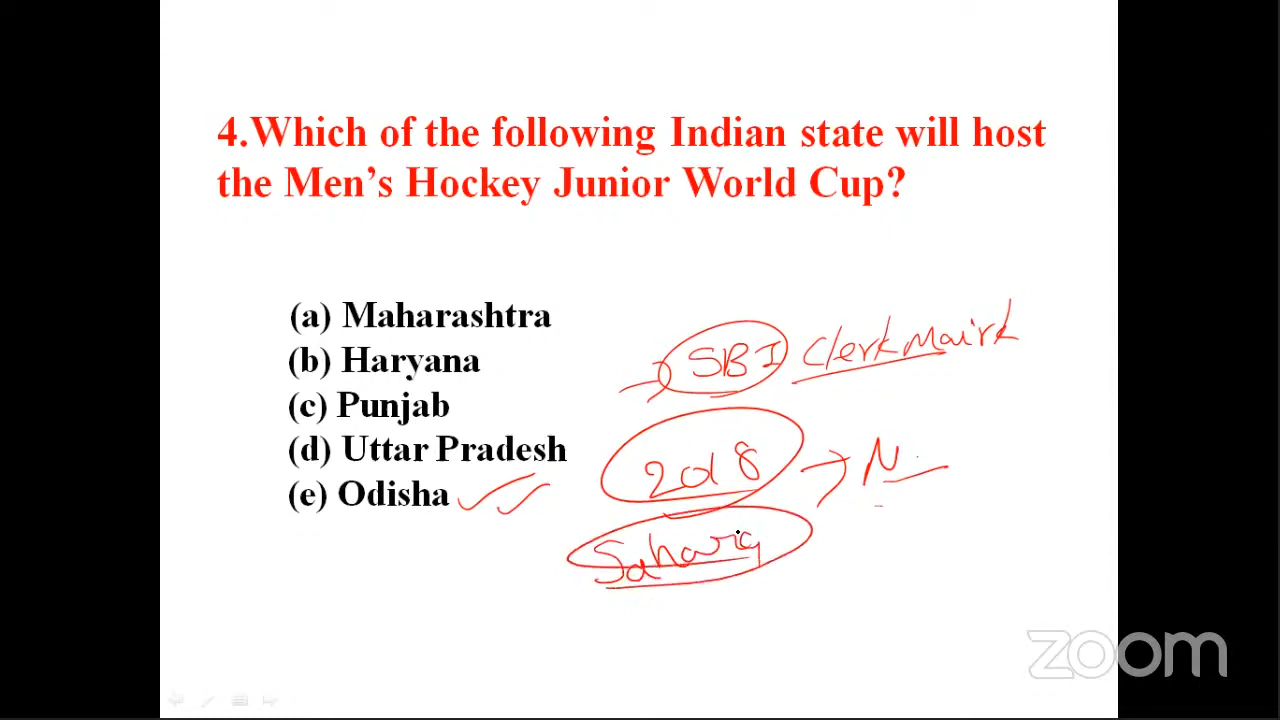 4.Which of the following Indian state will host
the Men’s Hockey Junior World Cup?
(a) Maharashtra
(b) Haryana
(c) Punjab
(d) Uttar Pradesh
(e) Odisha
SBI Clerk
2018 → N
Sahara
zoom